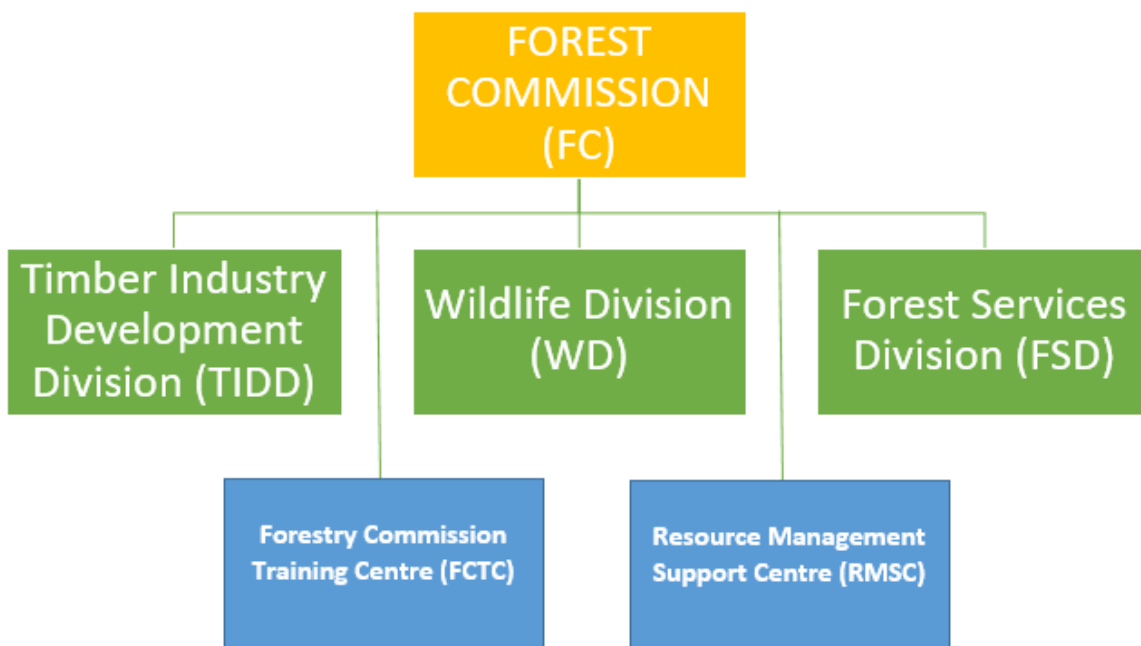 FOREST
COMMISSION
(FC)
Timber Industry
Development
Division (TIDD)
Wildlife Division
(WD)
Forest Services
Division (FSD)
Forestry Commission
Training Centre (FCTC)
Resource Management
Support Centre (RMSC)